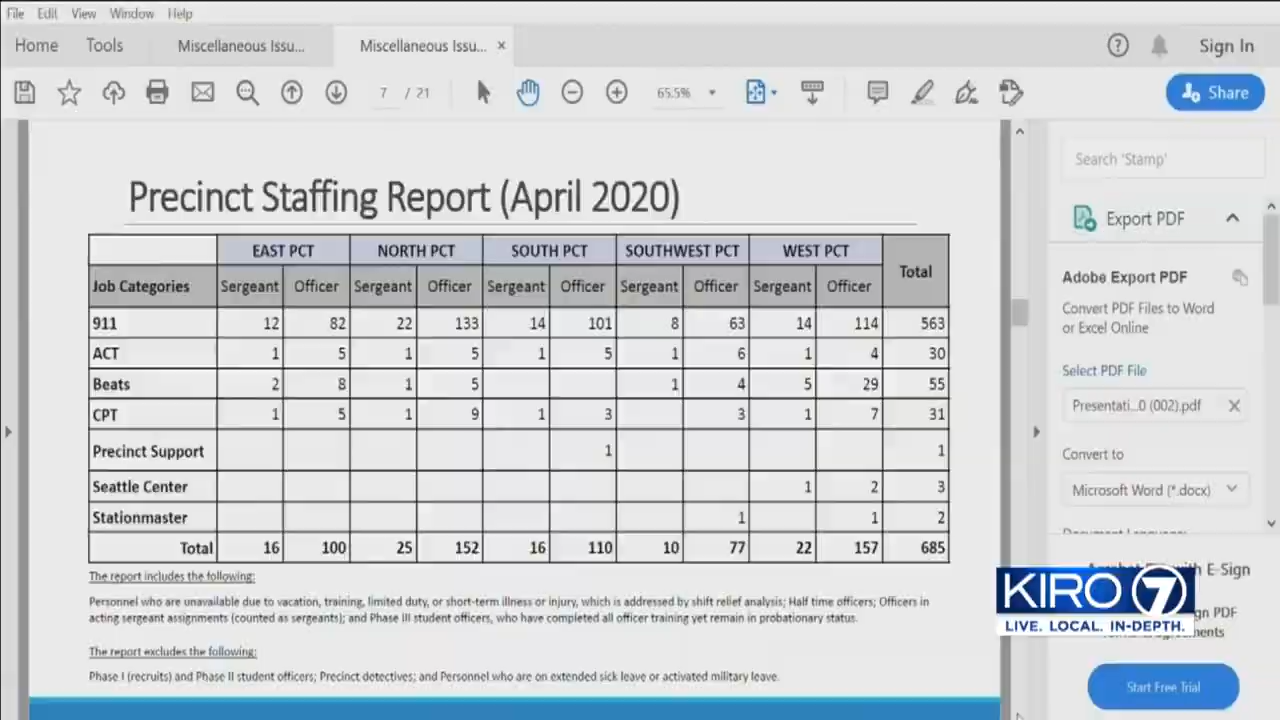 File Edit View Window Help
Home Tools Miscellaneous Issu... Miscellaneous Issu... × Sign In
7 / 21 65.5% Share
Precinct Staffing Report (April 2020)
EAST PCT NORTH PCT SOUTH PCT SOUTHWEST PCT WEST PCT Total
Job Categories Sergeant Officer Sergeant Officer Sergeant Officer Sergeant Officer Sergeant Officer
911 12 82 22 133 14 101 8 63 14 114 563
ACT 1 5 1 5 1 5 1 6 1 4 30
Beats 2 8 1 5 1 4 5 29 55
CPT 1 5 1 9 1 3 3 1 7 31
Precinct Support 1 1
Seattle Center 1 2 3
Stationmaster 1 1 2
Total 16 100 25 152 16 110 10 77 22 157 685
The report includes the following:
Personnel who are unavailable due to vacation, training, limited duty, or short-term illness or injury, which is addressed by shift relief analysis; Half time officers; Officers in
acting sergeant assignments (counted as sergeants); and Phase III student officers, who have completed all officer training yet remain in probationary status.
The report excludes the following:
Phase I (recruits) and Phase II student officers; Precinct detectives; and Personnel who are on extended sick leave or activated military leave.
Search 'Stamp'
Export PDF
Adobe Export PDF
Convert PDF Files to Word
or Excel Online
Select PDF File
Presentati...0 (002).pdf
Convert to
Microsoft Word (*.docx)
with E-Sign
KIRO 7
LIVE. LOCAL. IN-DEPTH.
PDF
Start Free Trial